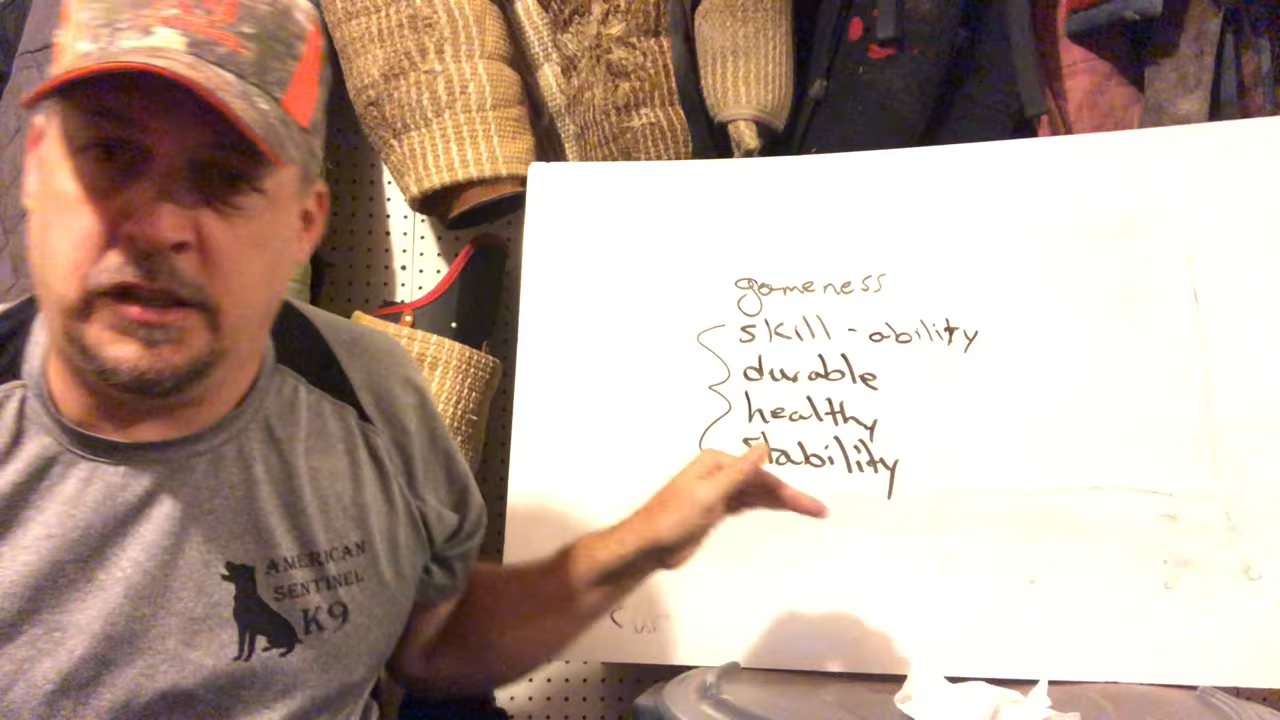 gameness
skill - ability
durable
healthy
stability
AMERICAN
SENTINEL
K9